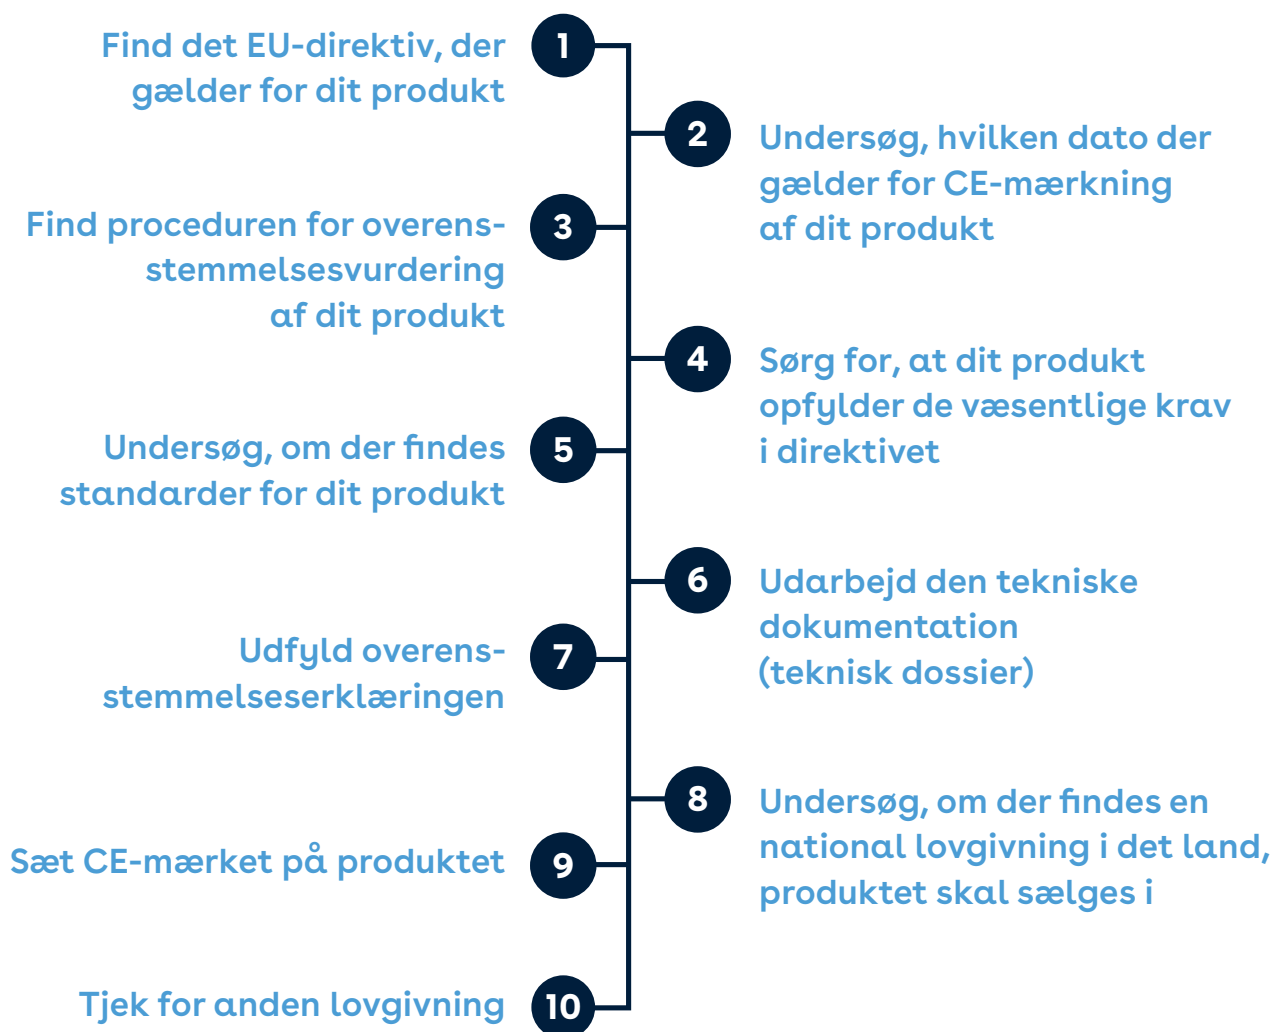 1
Find det EU-direktiv, der
gælder for dit produkt
2
Undersøg, hvilken dato der
gælder for CE-mærkning
af dit produkt
3
Find proceduren for overens-
stemmelsesvurdering
af dit produkt
4
Sørg for, at dit produkt
opfylder de væsentlige krav
i direktivet
5
Undersøg, om der findes
standarder for dit produkt
6
Udarbejd den tekniske
dokumentation
(teknisk dossier)
7
Udfyld overens-
stemmelseserklæringen
8
Undersøg, om der findes en
national lovgivning i det land,
produktet skal sælges i
9
Sæt CE-mærket på produktet
10
Tjek for anden lovgivning